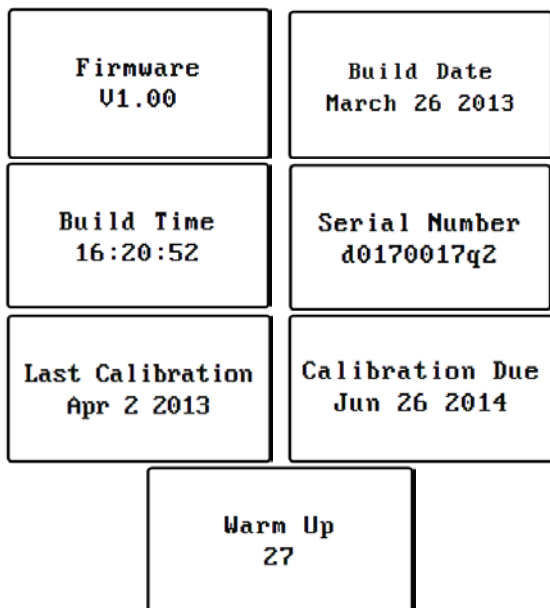 Firmware
V1.00
Build Date
March 26 2013
Build Time
16:20:52
Serial Number
d0170017q2
Last Calibration
Apr 2 2013
Calibration Due
Jun 26 2014
Warm Up
27